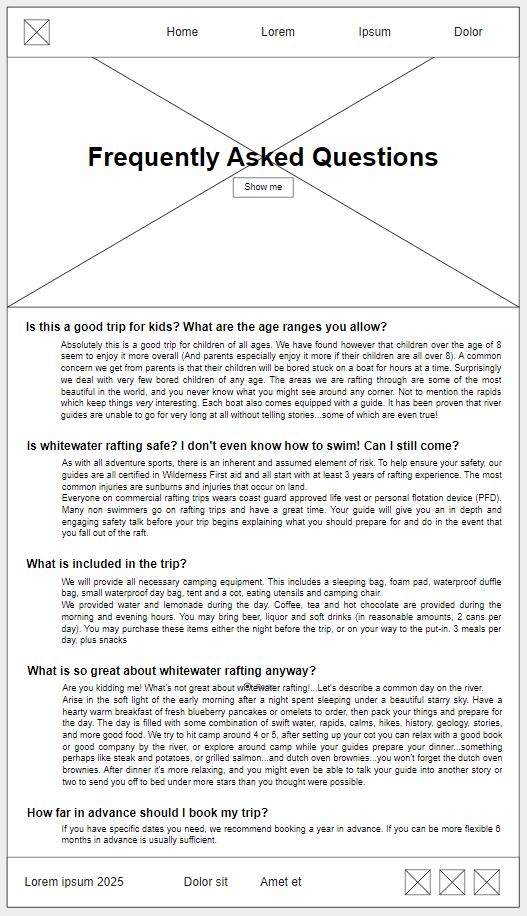 Home Lorem Ipsum Dolor
Frequently Asked Questions
Show me
Is this a good trip for kids? What are the age ranges you allow?
Absolutely this is a good trip for children of all ages. We have found however that children over the age of 8
seem to enjoy it more overall (And parents especially enjoy it more if their children are all over 8). A common
concern we get from parents is that their children will be bored stuck on a boat for hours at a time. Surprisingly
we deal with very few bored children of any age. The areas we are rafting through are some of the most
beautiful in the world, and you never know what you might see around any corner. Not to mention the rapids
which keep things very interesting. Each boat also comes equipped with a guide. It has been proven that river
guides are unable to go for very long at all without telling stories...some of which are even true!
Is whitewater rafting safe? I don't even know how to swim! Can I still come?
As with all adventure sports, there is an inherent and assumed element of risk. To help ensure your safety, our
guides are all certified in Wilderness First aid and all start with at least 3 years of rafting experience. The most
common injuries are sunburns and injuries that occur on land.
Everyone on commercial rafting trips wears coast guard approved life vest or personal flotation device (PFD).
Many non swimmers go on rafting trips and have a great time. Your guide will give you an in depth and
engaging safety talk before your trip begins explaining what you should prepare for and do in the event that
you fall out of the raft.
What is included in the trip?
We will provide all necessary camping equipment. This includes a sleeping bag, foam pad, waterproof duffle
bag, small waterproof day bag, tent and a cot, eating utensils and camping chair.
We provided water and lemonade during the day. Coffee, tea and hot chocolate are provided during the
morning and evening hours. You may bring beer, liquor and soft drinks (in reasonable amounts, 2 cans per
day). You may purchase these items either the night before the trip, or on your way to the put-in. 3 meals per
day, plus snacks
What is so great about whitewater rafting anyway?
Are you kidding me! What's not great about whitewater rafting!...Let's describe a common day on the river.
Arise in the soft light of the early morning after a night spent sleeping under a beautiful starry sky. Have a
hearty warm breakfast of fresh blueberry pancakes or omelets to order, then pack your things and prepare for
the day. The day is filled with some combination of swift water, rapids, calms, hikes, history, geology, stories,
and more good food. We try to hit camp around 4 or 5, after setting up your cot you can relax with a good book
or good company by the river, or explore around camp while your guides prepare your dinner...something
perhaps like steak and potatoes, or grilled salmon...and dutch oven brownies...you won't forget the dutch oven
brownies. After dinner it's more relaxing, and you might even be able to talk your guide into another story or
two to send you off to bed under more stars than you thought were possible.
How far in advance should I book my trip?
If you have specific dates you need, we recommend booking a year in advance. If you can be more flexible 6
months in advance is usually sufficient.
Lorem ipsum 2025 Dolor sit Amet et